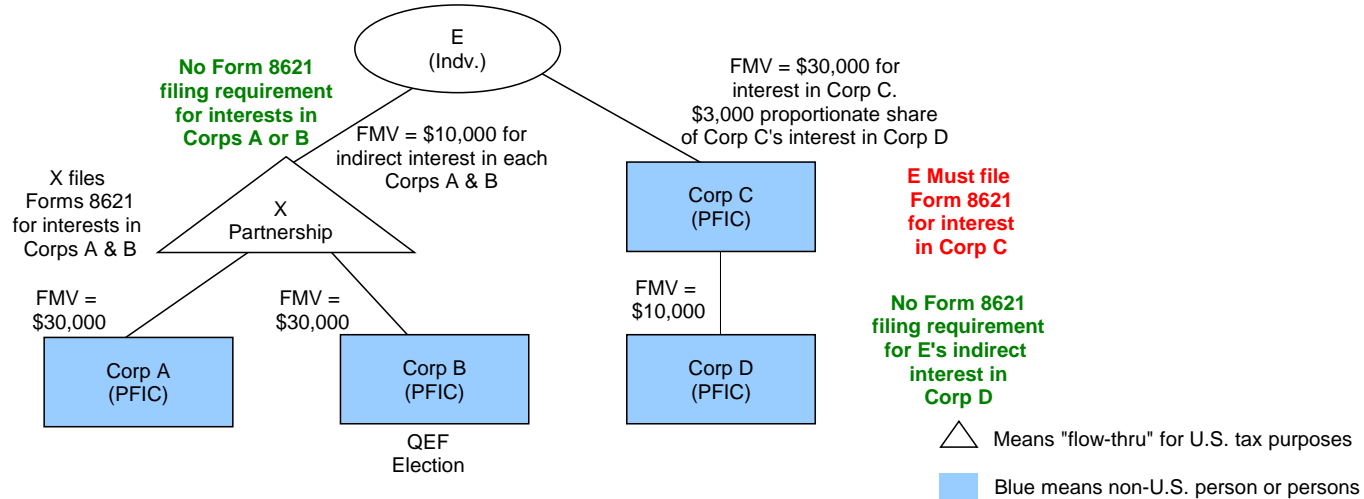 E
(Indv.)
No Form 8621
filing requirement
for interests in
Corps A or B
FMV = $30,000 for
interest in Corp C.
$3,000 proportionate share
of Corp C's interest in Corp D
FMV = $10,000 for
indirect interest in each
Corps A & B
X files
Forms 8621
for interests in
Corps A & B
X
Partnership
Corp C
(PFIC)
E Must file
Form 8621
for interest
in Corp C
FMV =
$30,000
FMV =
$30,000
FMV =
$10,000
No Form 8621
filing requirement
for E's indirect
interest in
Corp D
Corp A
(PFIC)
Corp B
(PFIC)
Corp D
(PFIC)
QEF
Election
Means "flow-thru" for U.S. tax purposes
Blue means non-U.S. person or persons